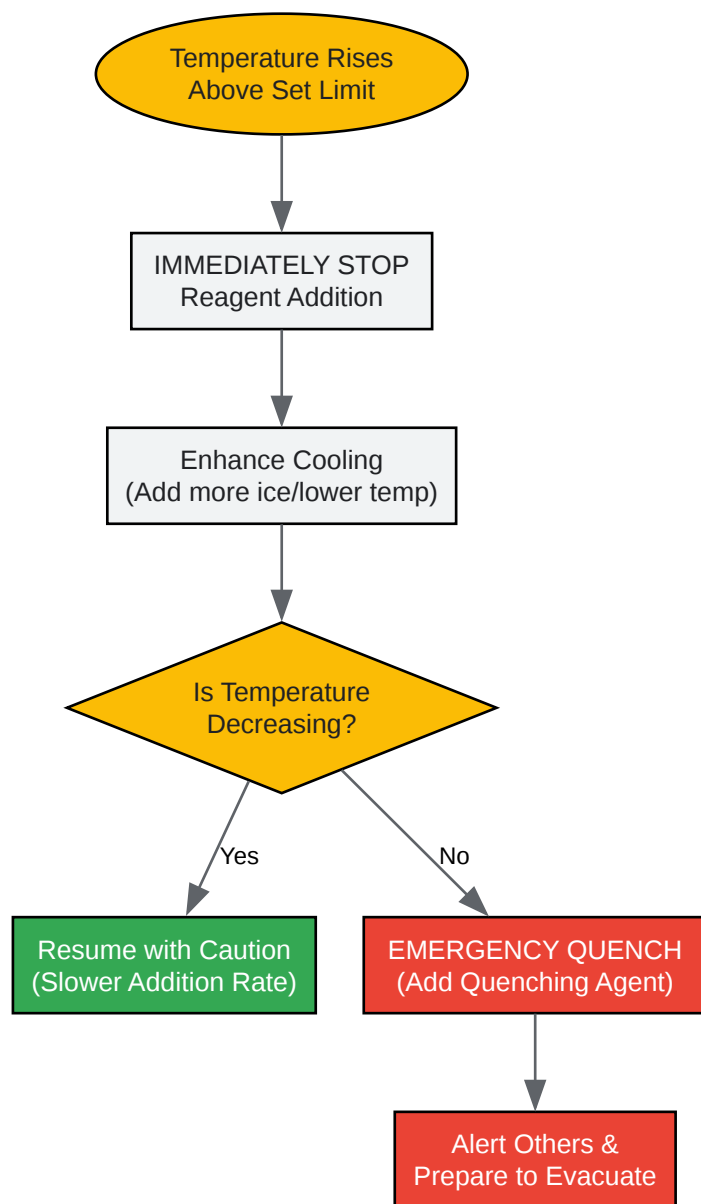 Temperature Rises
Above Set Limit
IMMEDIATELY STOP
Reagent Addition
Enhance Cooling
(Add more ice/lower temp)
Is Temperature
Decreasing?
Yes
No
Resume with Caution
(Slower Addition Rate)
EMERGENCY QUENCH
(Add Quenching Agent)
Alert Others &
Prepare to Evacuate